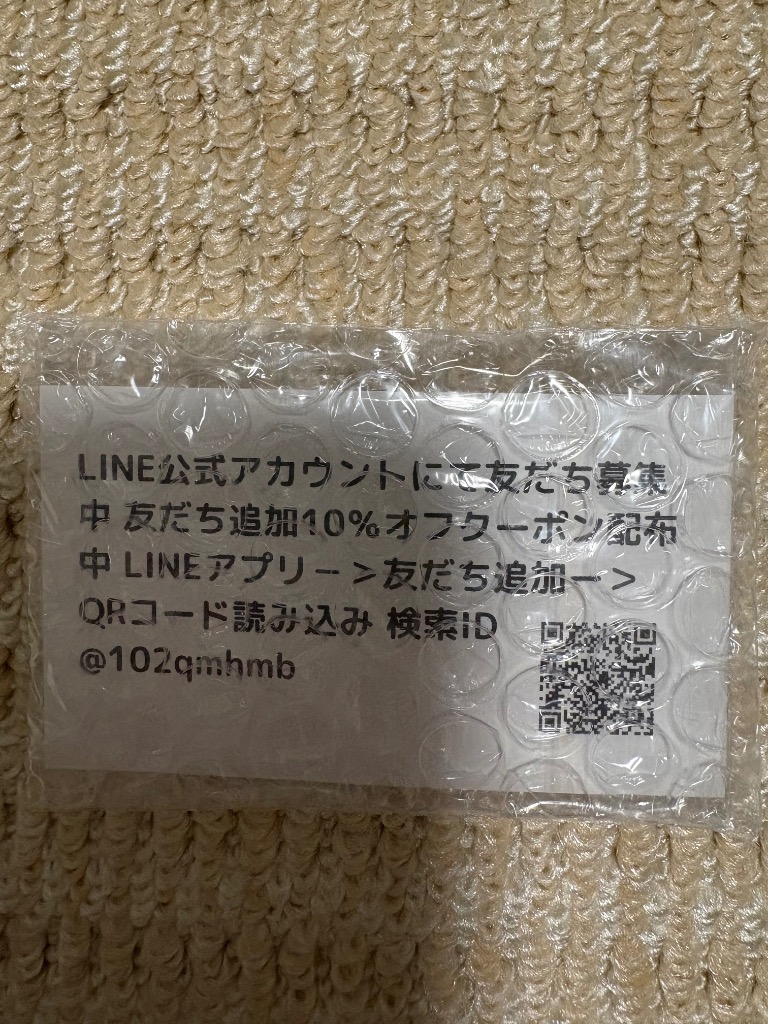 LINE公式アカウントにて友だち募集
中 友だち追加10%オフクーポン配布
中 LINEアプリー＞友だち追加ー＞
QRコード読み込み 検索ID
@102qmhmb